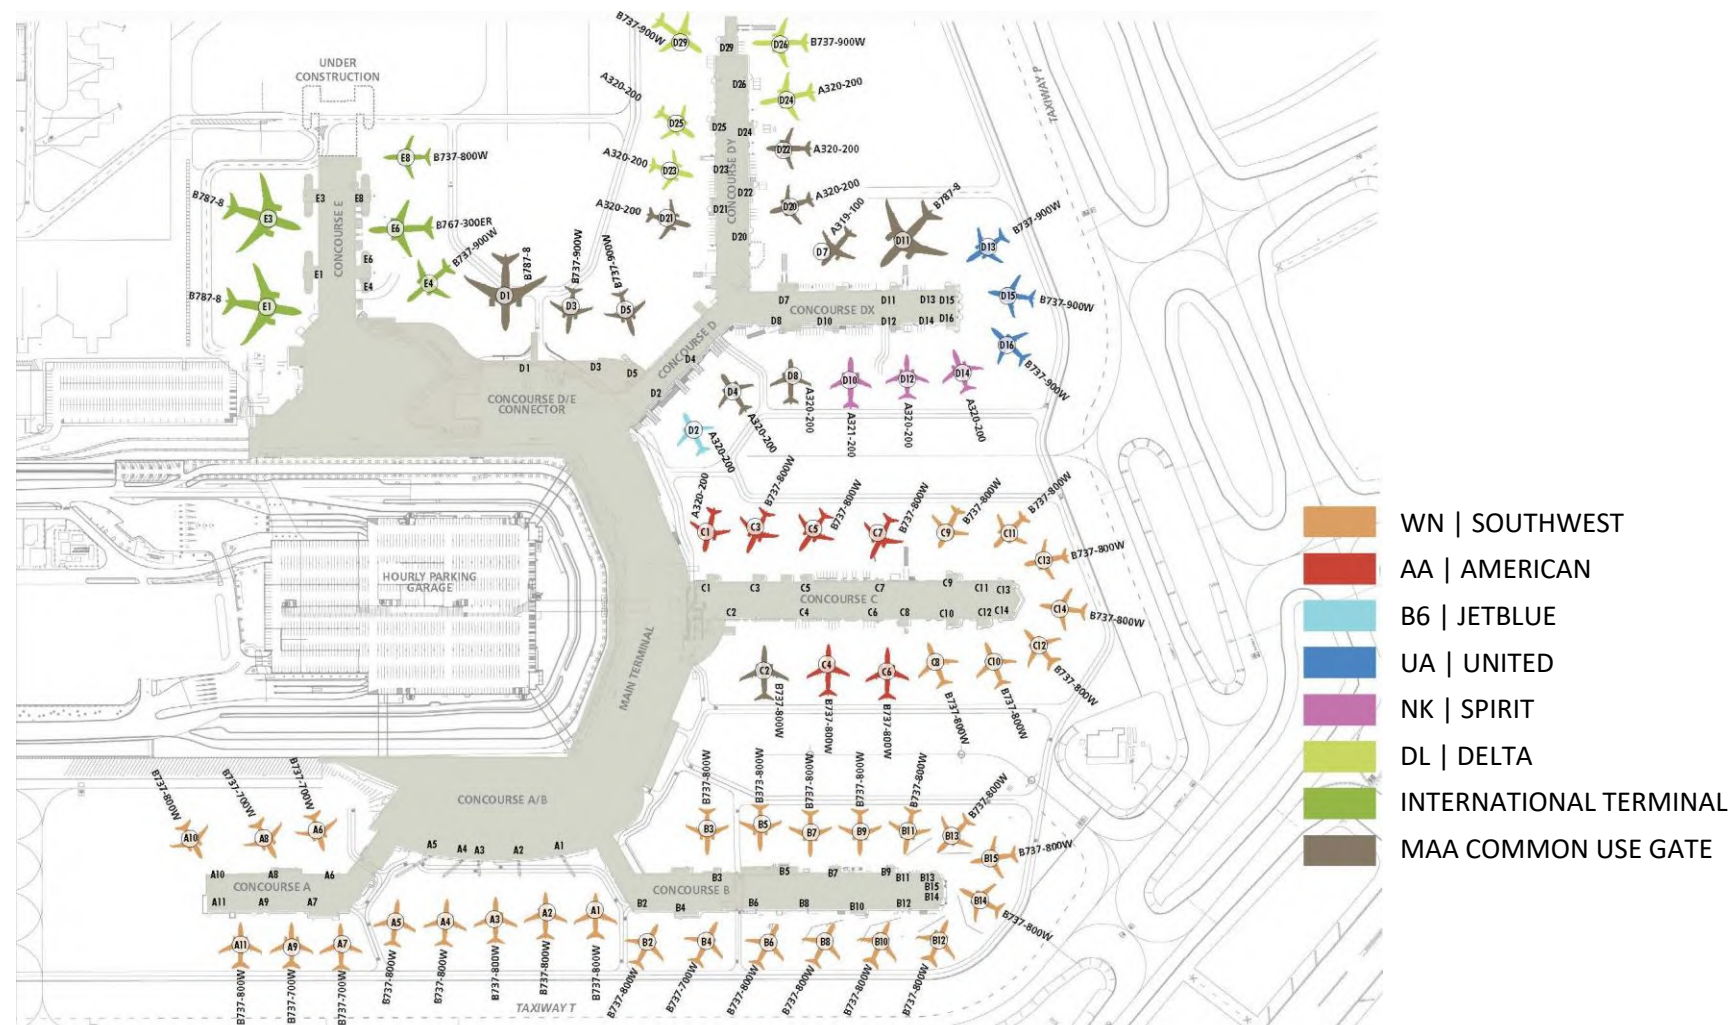 B737-900W
D29
D29
D26
B737-900W
UNDER
CONSTRUCTION
D26
A320-200
D24
A320-200
TAXIWAY P
D25
D25
D24
CONCOURSE DY
E8
B737-800W
A320-200
D23
D23
D22
A320-200
B787-8
E3
E3
E8
CONCOURSE E
E6
B767-300ER
A320-200
D21
D21
D22
D20
A320-200
D20
A319-100
D7
B787-8
D11
B737-900W
D13
E1
E6
E4
B737-900W
E4
B787-8
E1
B787-8
D1
B737-900W
D3
B737-900W
D5
D7
D11
D13
D15
CONCOURSE DX
D8
D10
D12
D14
D16
D15
B737-900W
D16
B737-900W
CONCOURSE D
D1
D3
D5
D4
D2
CONCOURSE D/E
CONNECTOR
D4
A320-200
D8
A320-200
D10
A321-200
D12
A320-200
D14
A320-200
D2
A320-200
A320-200
C1
B737-800W
C3
B737-800W
C5
B737-800W
C7
B737-800W
C9
B737-800W
C11
C13
B737-800W
HOURLY PARKING
GARAGE
C1
C3
C5
C7
C9
C11
C13
CONCOURSE C
C2
C4
C6
C8
C10
C12
C14
C14
B737-800W
C12
B737-800W
MAIN TERMINAL
C2
B737-800W
C4
B737-800W
C6
B737-800W
C8
B737-800W
C10
B737-800W
B737-800W
A10
B737-700W
A8
B737-700W
A6
CONCOURSE A/B
B737-800W
B3
B737-800W
B5
B737-800W
B7
B737-800W
B9
B737-800W
B11
B737-800W
B13
B15
B737-800W
A5
A4
A3
A2
A1
A10
A8
A6
CONCOURSE A
A11
A9
A7
B3
B5
B7
B9
B11
B13
B15
B14
CONCOURSE B
B2
B4
B6
B8
B10
B12
B14
B737-800W
A11
B737-800W
A9
B737-700W
A7
B737-700W
A5
B737-800W
A4
B737-800W
A3
B737-800W
A2
B737-800W
A1
B737-800W
B2
B737-800W
B4
B737-700W
B6
B737-800W
B8
B737-800W
B10
B737-800W
B12
B737-800W
TAXIWAY T
WN | SOUTHWEST
AA | AMERICAN
B6 | JETBLUE
UA | UNITED
NK | SPIRIT
DL | DELTA
INTERNATIONAL TERMINAL
MAA COMMON USE GATE